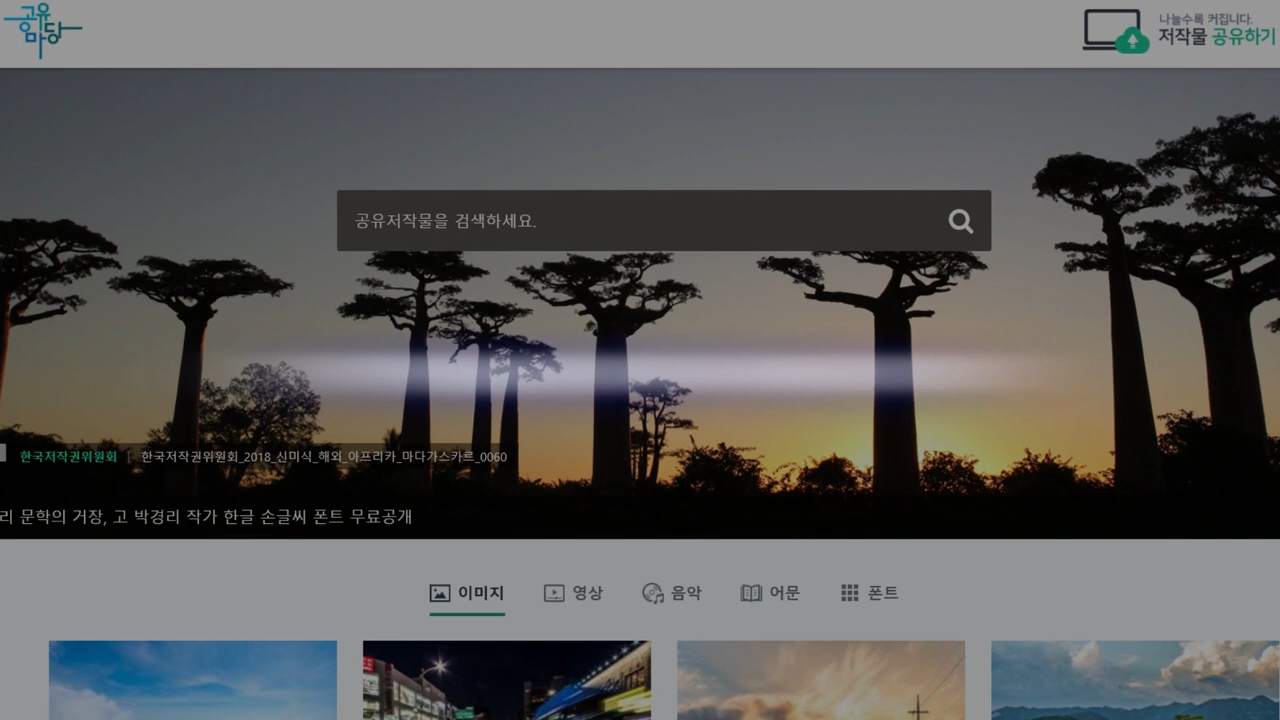 공유
마당
나눌수록 커집니다.
저작물 공유하기
공유저작물을 검색하세요.
한국저작권위원회 | 한국저작권위원회_2018_신미식_해외_아프리카_마다가스카르_0060
리 문학의 거장, 고 박경리 작가 한글 손글씨 폰트 무료공개
이미지 영상 음악 어문 폰트